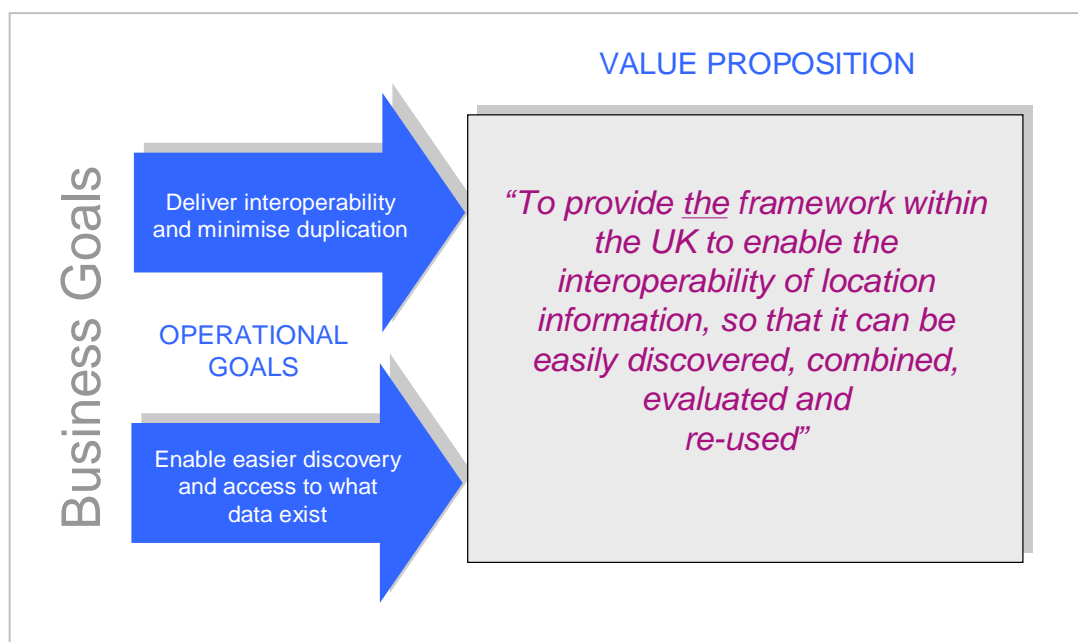 VALUE PROPOSITION
Business Goals
Deliver interoperability
and minimise duplication
OPERATIONAL
GOALS
Enable easier discovery
and access to what
data exist
“To provide the framework within
the UK to enable the
interoperability of location
information, so that it can be
easily discovered, combined,
evaluated and
re-used”